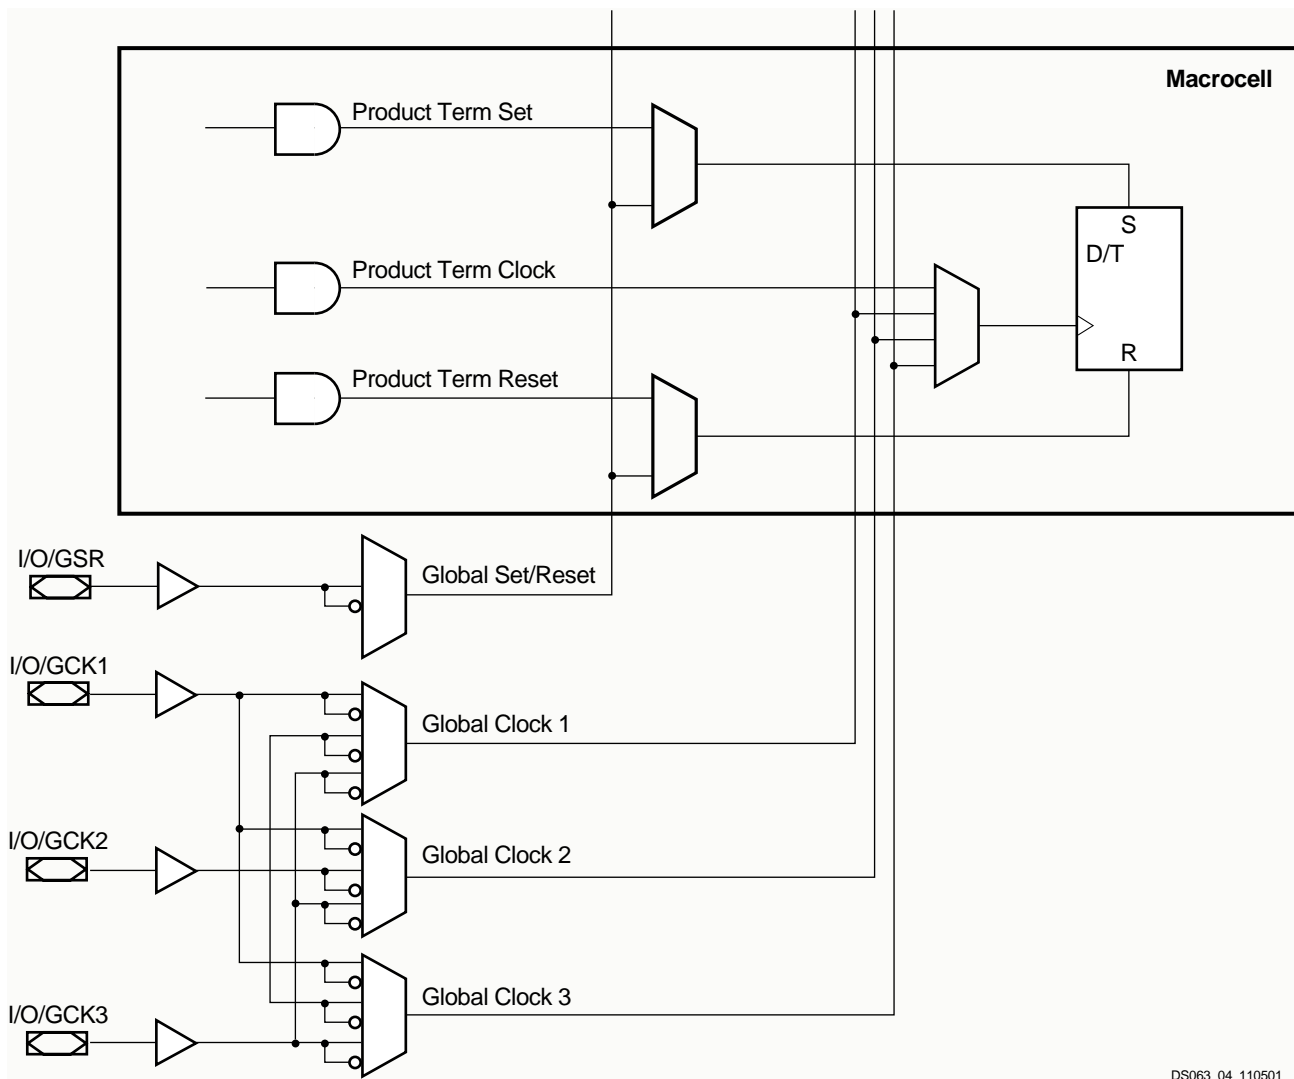 Macrocell
Product Term Set
S
D/T
Product Term Clock
R
Product Term Reset
I/O/GSR
Global Set/Reset
I/O/GCK1
Global Clock 1
I/O/GCK2
Global Clock 2
I/O/GCK3
Global Clock 3
DS063_04_110501